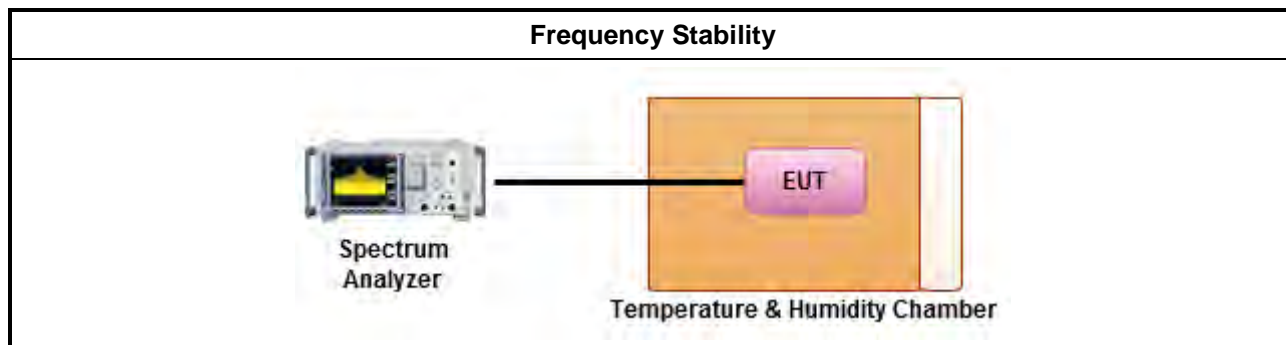 Frequency Stability
EUT
Spectrum
Analyzer
Temperature & Humidity Chamber